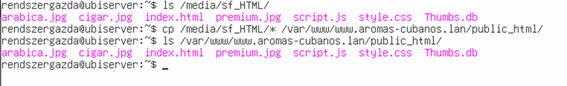 rendszergazda@ubiserver:~$ ls /media/sf_HTML/
arabica.jpg cigar.jpg index.html premium.jpg script.js style.css Thumbs.db
rendszergazda@ubiserver:~$ cp /media/sf_HTML/* /var/www/www.aromas-cubanos.lan/public_html/
rendszergazda@ubiserver:~$ ls /var/www/www.aromas-cubanos.lan/public_html/
arabica.jpg cigar.jpg index.html premium.jpg script.js style.css Thumbs.db
rendszergazda@ubiserver:~$ _